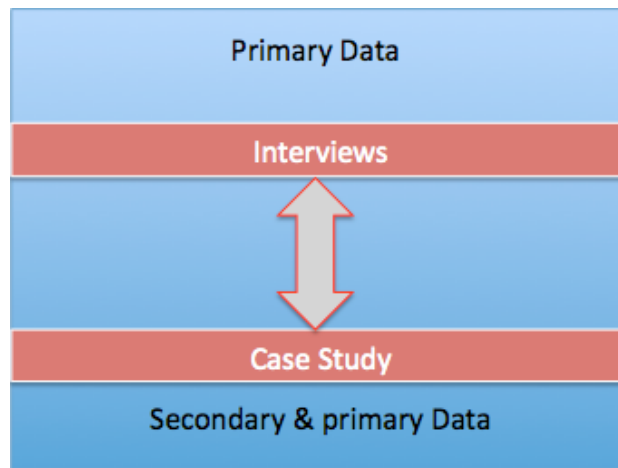 Primary Data
Interviews
Case Study
Secondary & primary Data